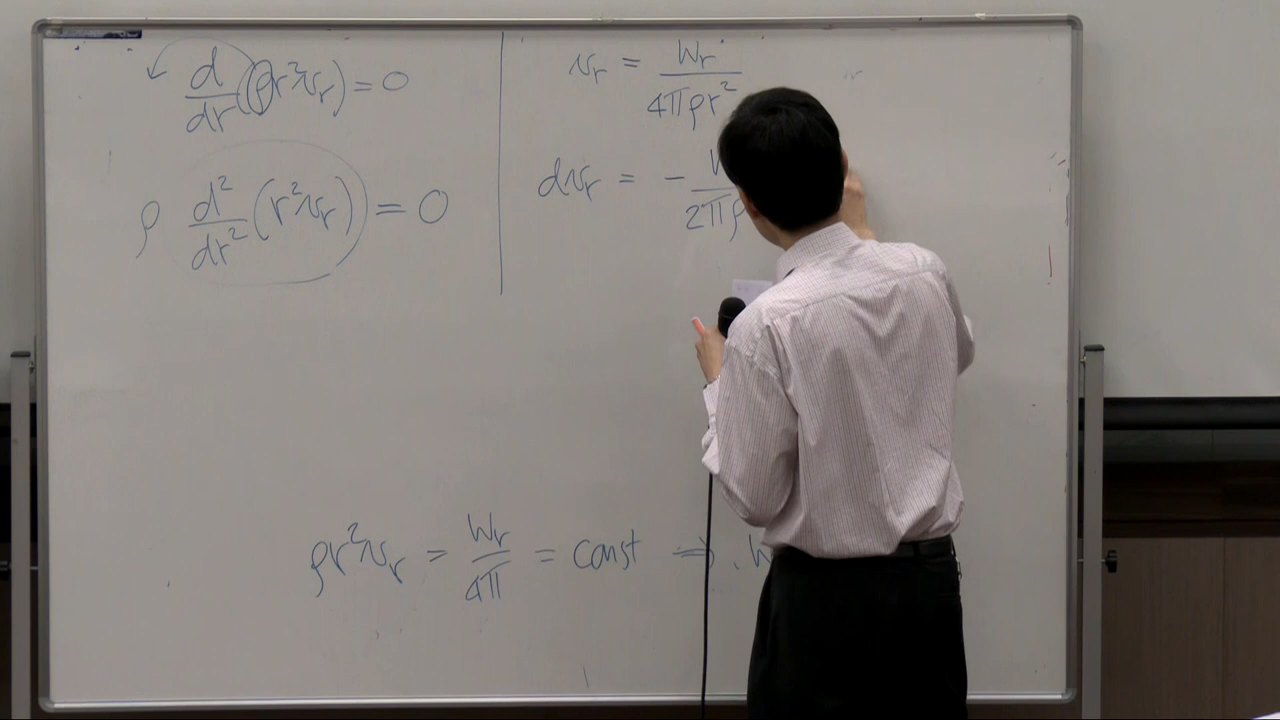 d/dr (ρr²v_r) = 0
ρ d²/dr² (r²v_r) = 0
v_r = W_r / 4πρr²
dv_r = - W / 2πρ
ρr²v_r = W_r / 4π = const ⇒ . W